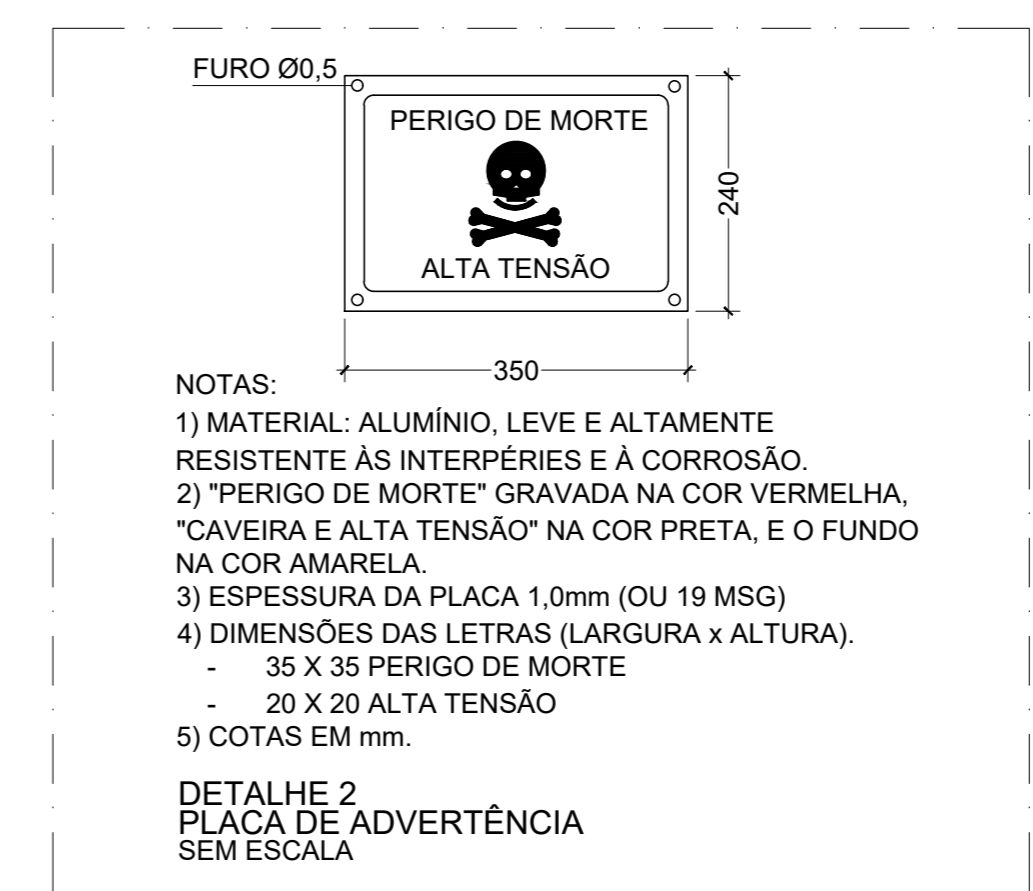 FURO Ø0,5
PERIGO DE MORTE
ALTA TENSÃO
240
350
NOTAS:
1) MATERIAL: ALUMÍNIO, LEVE E ALTAMENTE
RESISTENTE ÀS INTERPÉRIES E À CORROSÃO.
2) "PERIGO DE MORTE" GRAVADA NA COR VERMELHA,
"CAVEIRA E ALTA TENSÃO" NA COR PRETA, E O FUNDO
NA COR AMARELA.
3) ESPESSURA DA PLACA 1,0mm (OU 19 MSG)
4) DIMENSÕES DAS LETRAS (LARGURA x ALTURA).
- 35 X 35 PERIGO DE MORTE
- 20 X 20 ALTA TENSÃO
5) COTAS EM mm.
DETALHE 2
PLACA DE ADVERTÊNCIA
SEM ESCALA